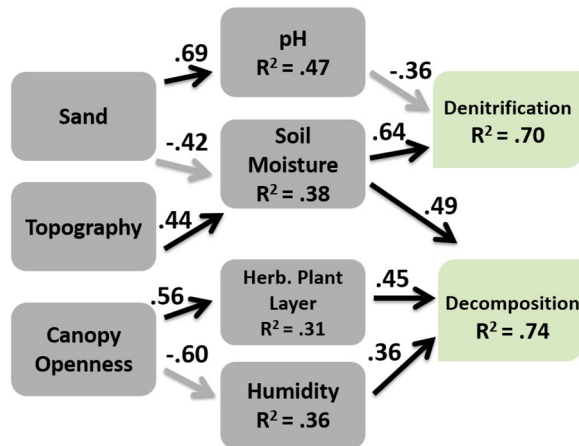 .69
pH
R² = .47
-.36
Sand
Denitrification
R² = .70
-.42
Soil
Moisture
R² = .38
.64
Topography
.44
.49
.56
Herb. Plant
Layer
R² = .31
.45
Canopy
Openness
Decomposition
R² = .74
-.60
.36
Humidity
R² = .36